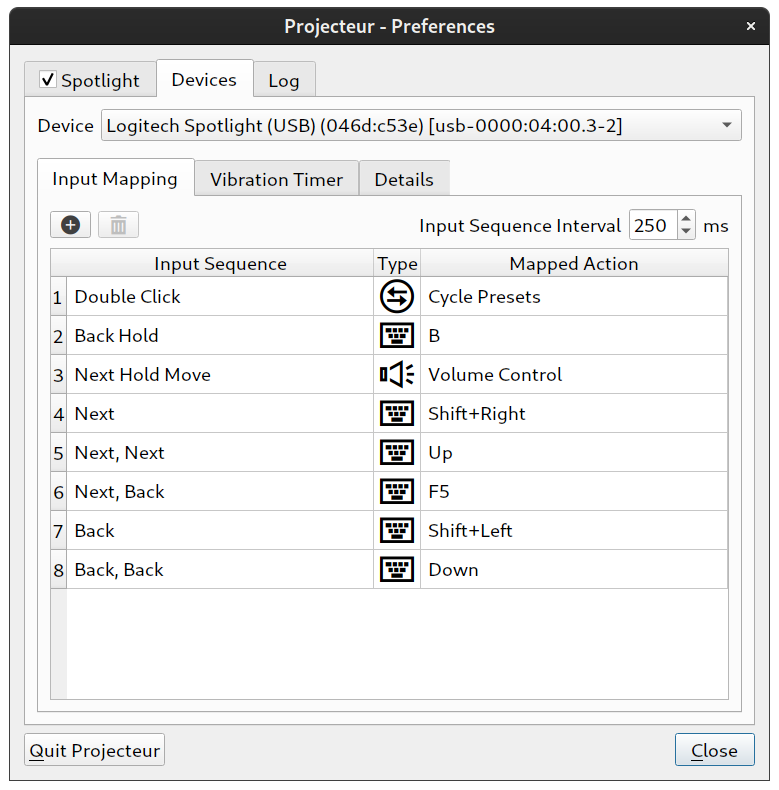 Projecteur - Preferences
Spotlight Devices Log
Device Logitech Spotlight (USB) (046d:c53e) [usb-0000:04:00.3-2]
Input Mapping Vibration Timer Details
Input Sequence Interval 250 ms
Input Sequence Type Mapped Action
1 Double Click Cycle Presets
2 Back Hold B
3 Next Hold Move Volume Control
4 Next Shift+Right
5 Next, Next Up
6 Next, Back F5
7 Back Shift+Left
8 Back, Back Down
Quit Projecteur Close